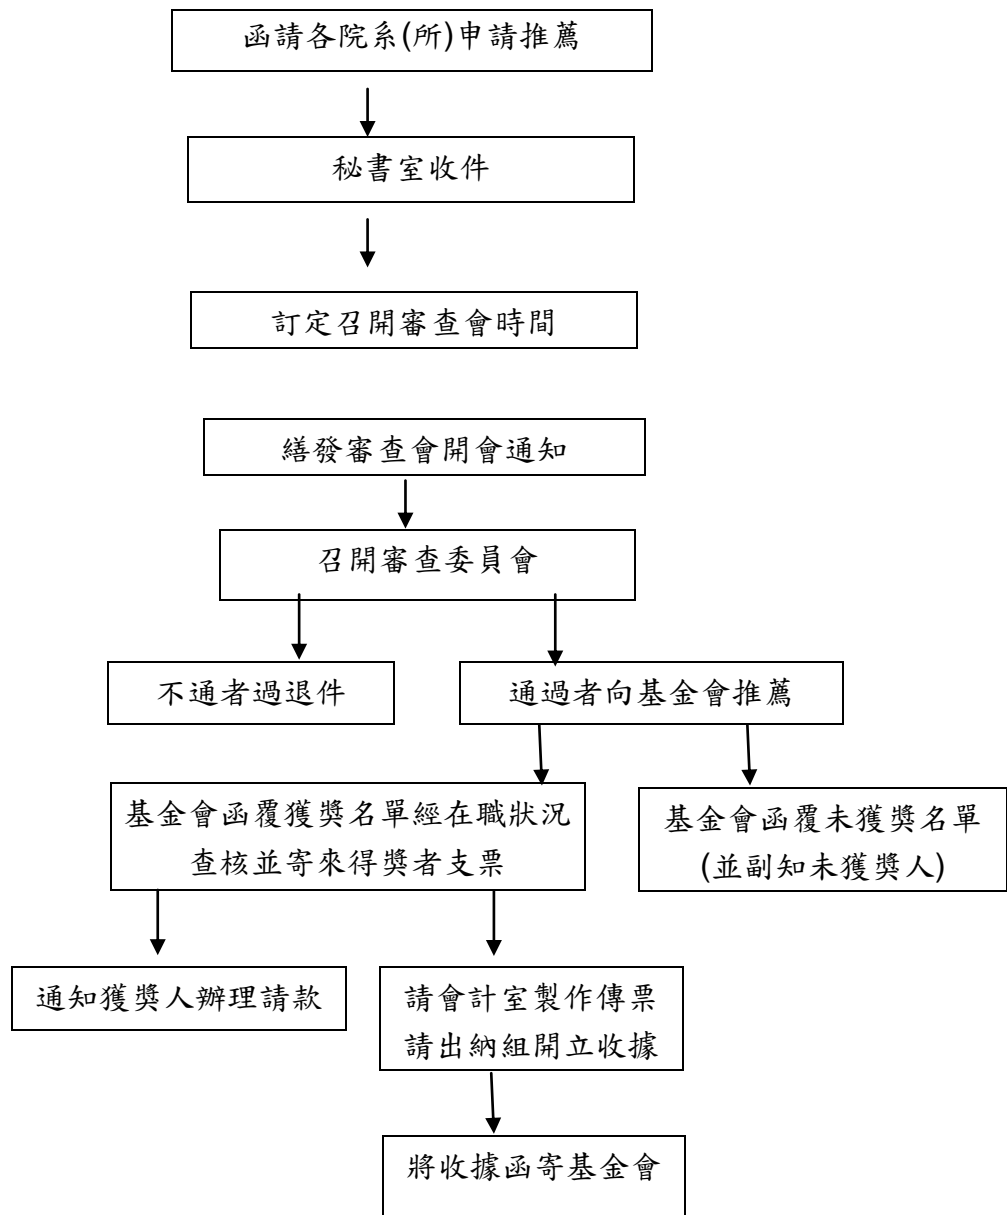 函請各院系(所)申請推薦
秘書室收件
訂定召開審查會時間
繕發審查會開會通知
召開審查委員會
不通者過退件
通過者向基金會推薦
基金會函覆獲獎名單經在職狀況
查核並寄來得獎者支票
基金會函覆未獲獎名單
(並副知未獲獎人)
通知獲獎人辦理請款
請會計室製作傳票
請出納組開立收據
將收據函寄基金會